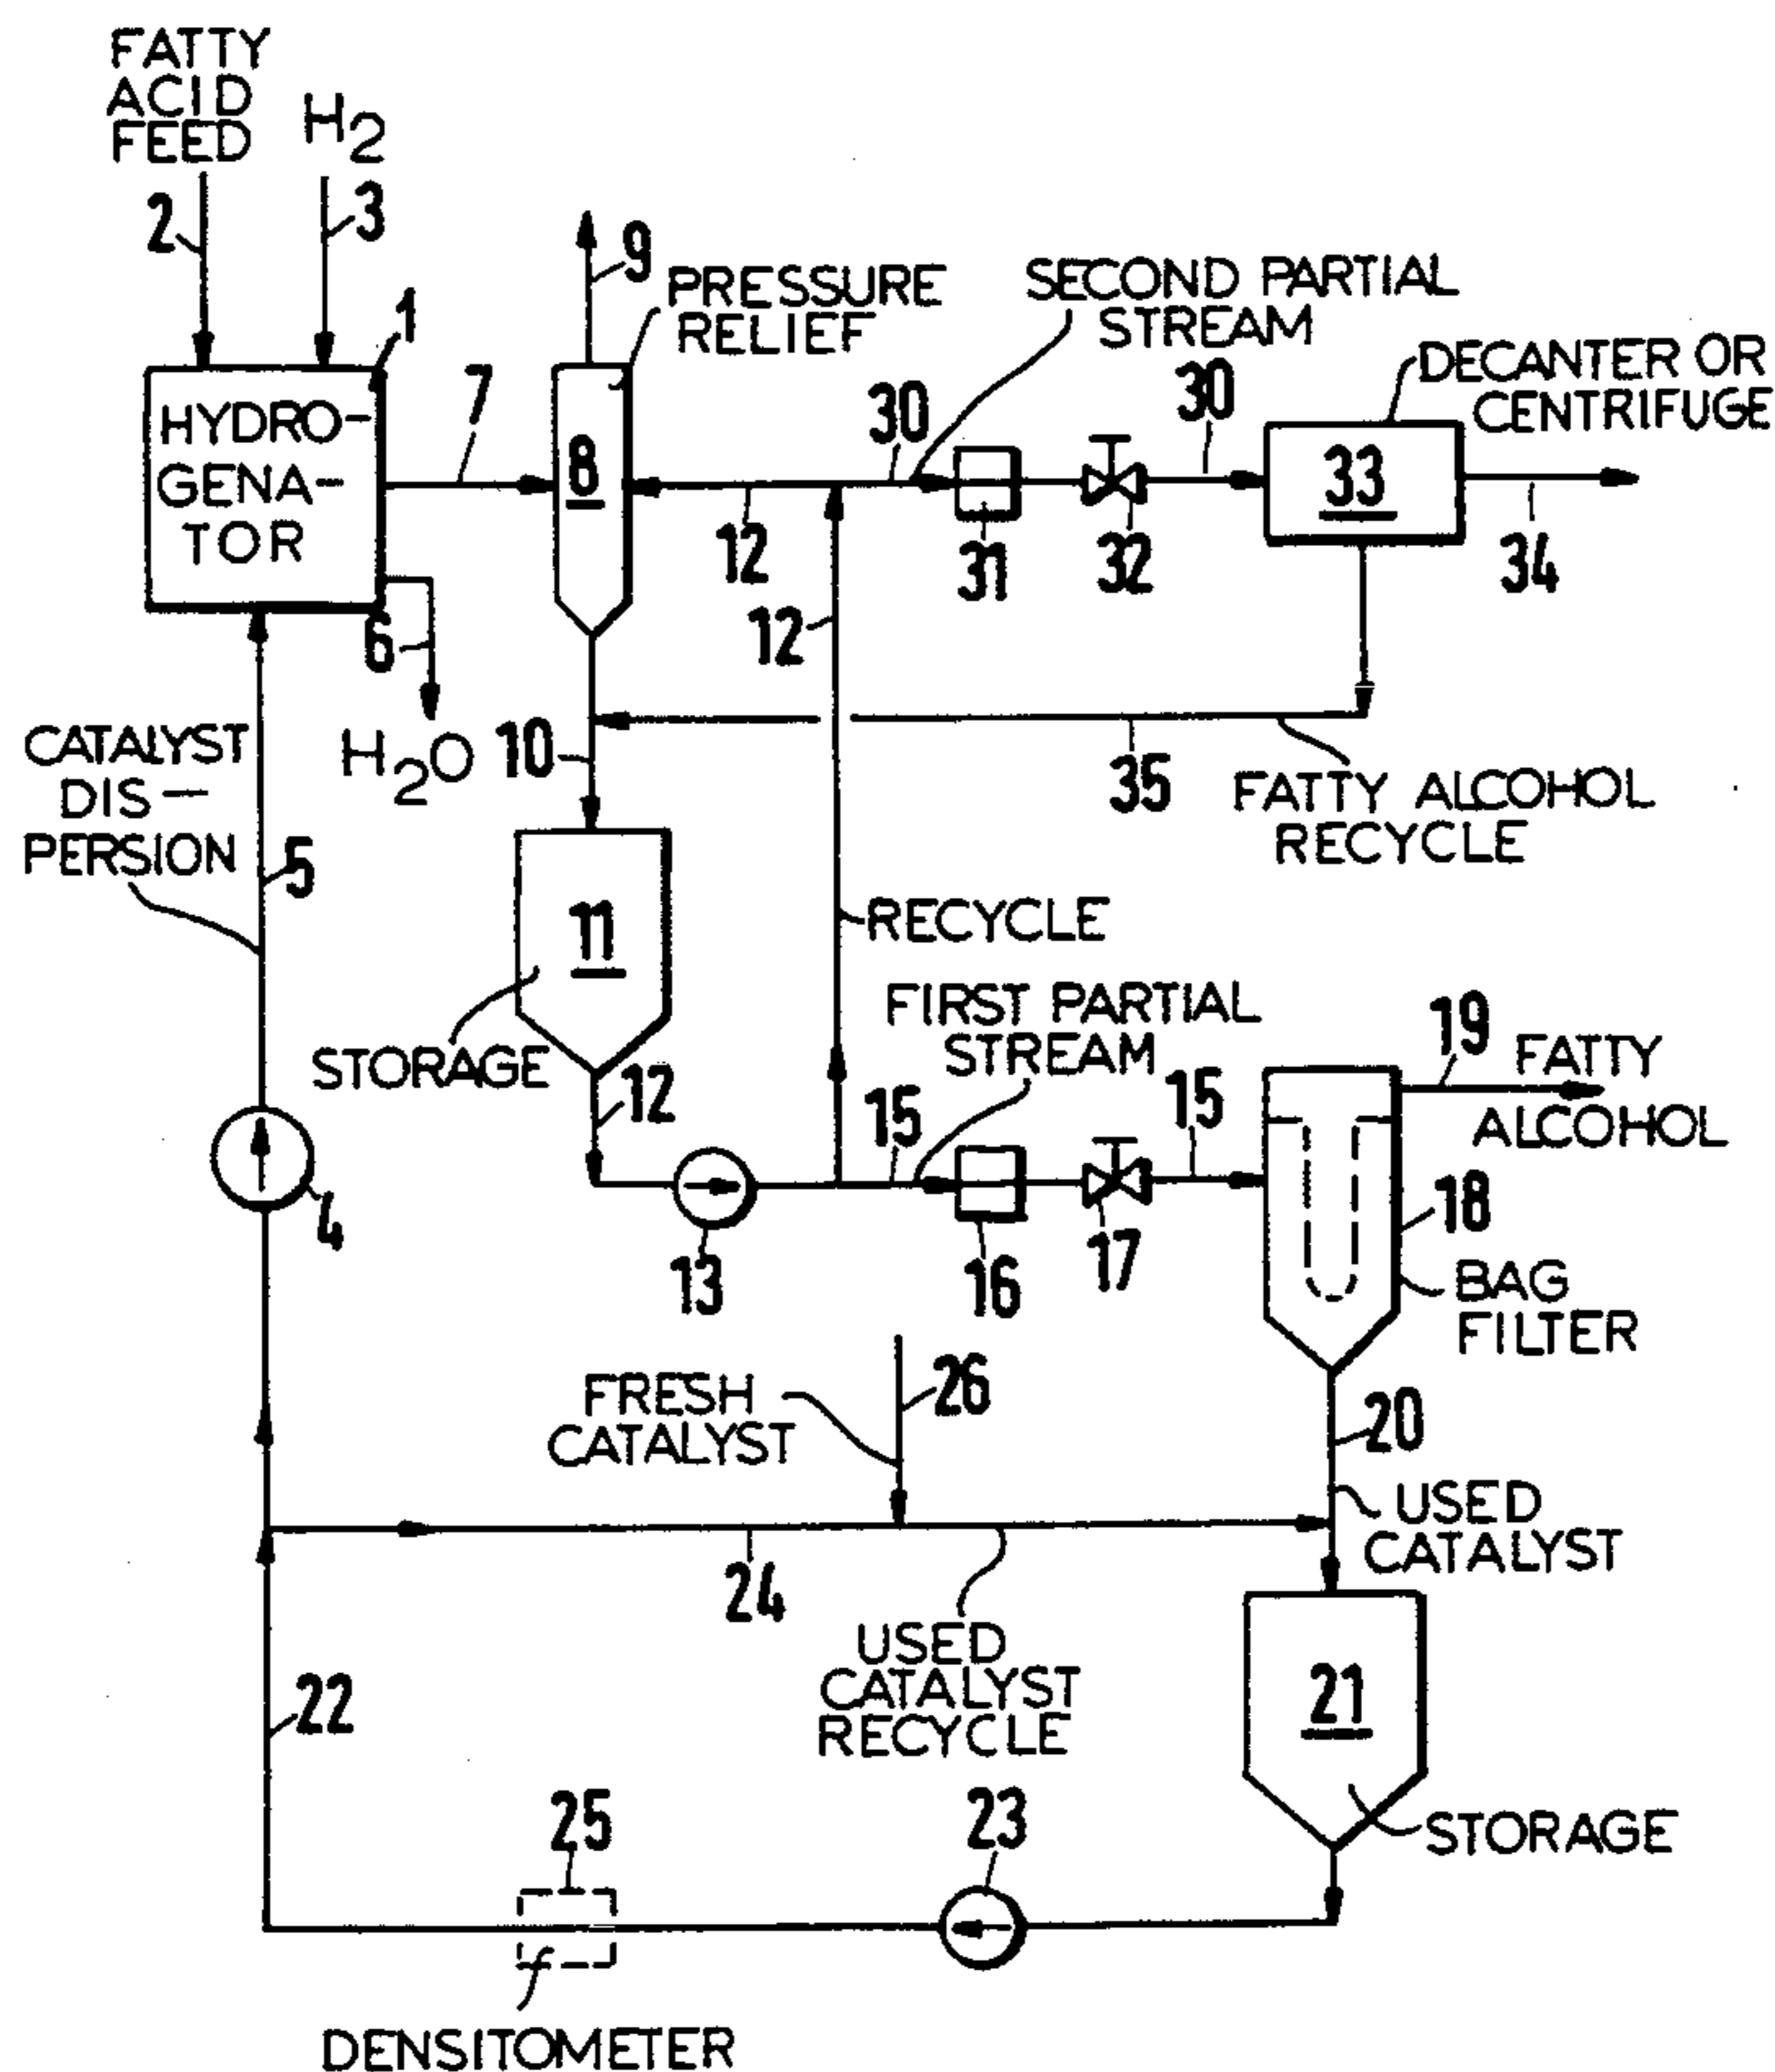 FATTY
ACID
FEED
H2
2
3
1
HYDRO-
GENA-
TOR
7
9
PRESSURE
RELIEF
8
SECOND PARTIAL
STREAM
30
12
31
32
30
DECANTER OR
CENTRIFUGE
33
34
6
H2O
12
10
35
FATTY ALCOHOL
RECYCLE
CATALYST
DIS-
PERSION
5
11
STORAGE
RECYCLE
FIRST PARTIAL
STREAM
12
15
15
19
FATTY
ALCOHOL
4
13
16
17
18
BAG
FILTER
FRESH
CATALYST
26
20
USED
CATALYST
24
USED
CATALYST
RECYCLE
22
21
STORAGE
25
23
DENSITOMETER